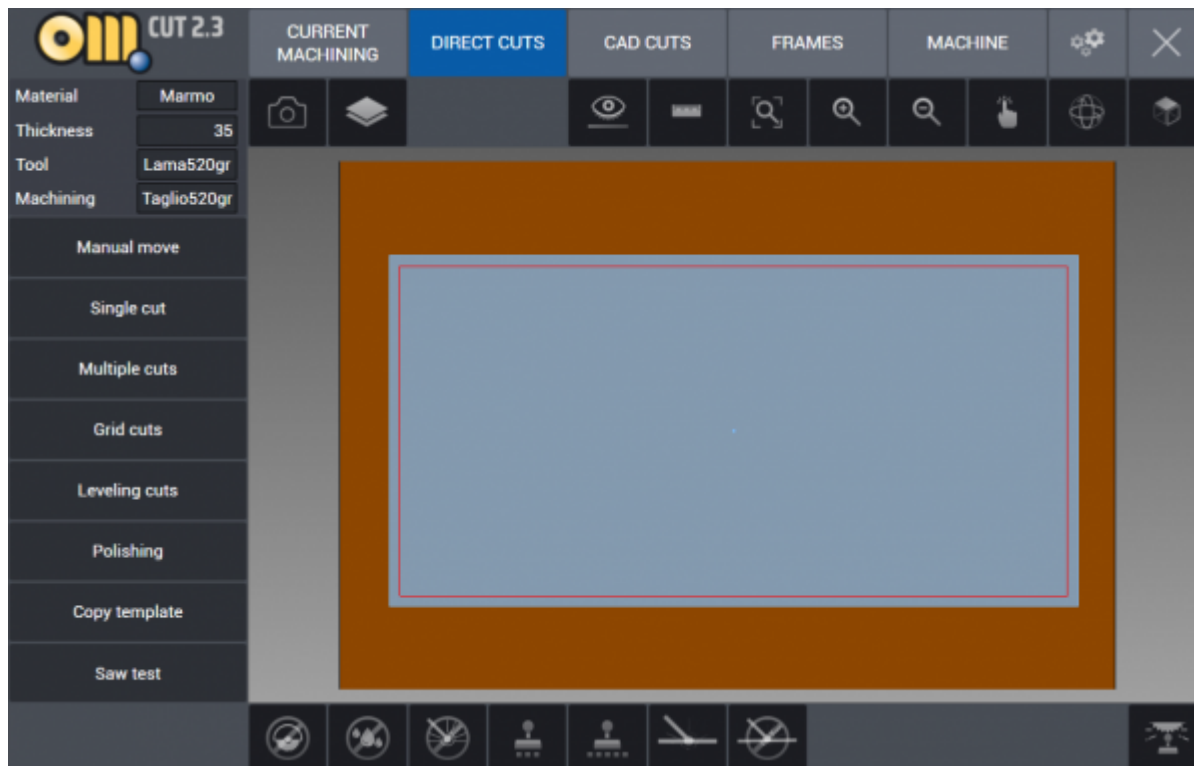 OM CUT 2.3
CURRENT
MACHINING
DIRECT CUTS
CAD CUTS
FRAMES
MACHINE
Material Marmo
Thickness 35
Tool Lama520gr
Machining Taglio520gr
Manual move
Single cut
Multiple cuts
Grid cuts
Leveling cuts
Polishing
Copy template
Saw test